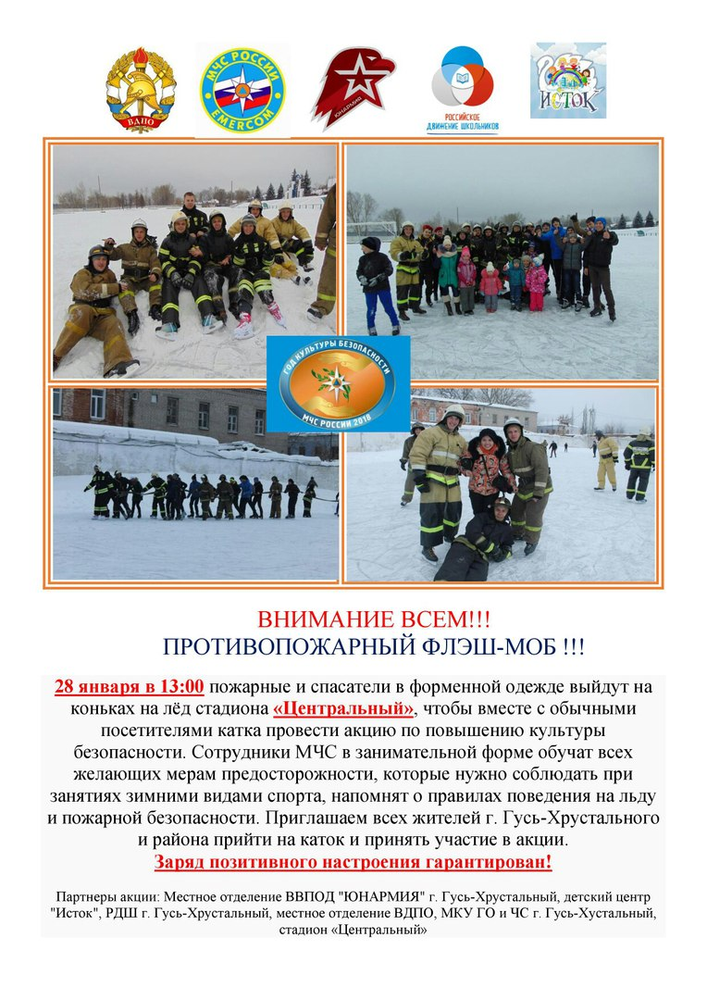 ВДПО
МЧС РОССИИ
EMERCOM
ЮНАРМИЯ
РОССИЙСКОЕ
ДВИЖЕНИЕ ШКОЛЬНИКОВ
ИСТОК
ГОД КУЛЬТУРЫ БЕЗОПАСНОСТИ
МЧС РОССИИ 2018
ВНИМАНИЕ ВСЕМ!!!
ПРОТИВОПОЖАРНЫЙ ФЛЭШ-МОБ !!!
28 января в 13:00 пожарные и спасатели в форменной одежде выйдут на
коньках на лёд стадиона «Центральный», чтобы вместе с обычными
посетителями катка провести акцию по повышению культуры
безопасности. Сотрудники МЧС в занимательной форме обучат всех
желающих мерам предосторожности, которые нужно соблюдать при
занятиях зимними видами спорта, напомнят о правилах поведения на льду
и пожарной безопасности. Приглашаем всех жителей г. Гусь-Хрустального
и района прийти на каток и принять участие в акции.
Заряд позитивного настроения гарантирован!
Партнеры акции: Местное отделение ВВПОД "ЮНАРМИЯ" г. Гусь-Хрустальный, детский центр
"Исток", РДШ г. Гусь-Хрустальный, местное отделение ВДПО, МКУ ГО и ЧС г. Гусь-Хустальный,
стадион «Центральный»